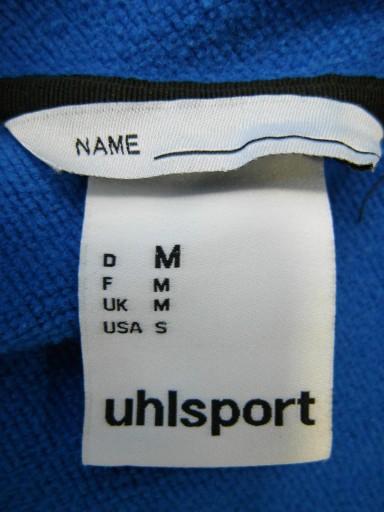 NAME
D M
F M
UK M
USA S
uhlsport